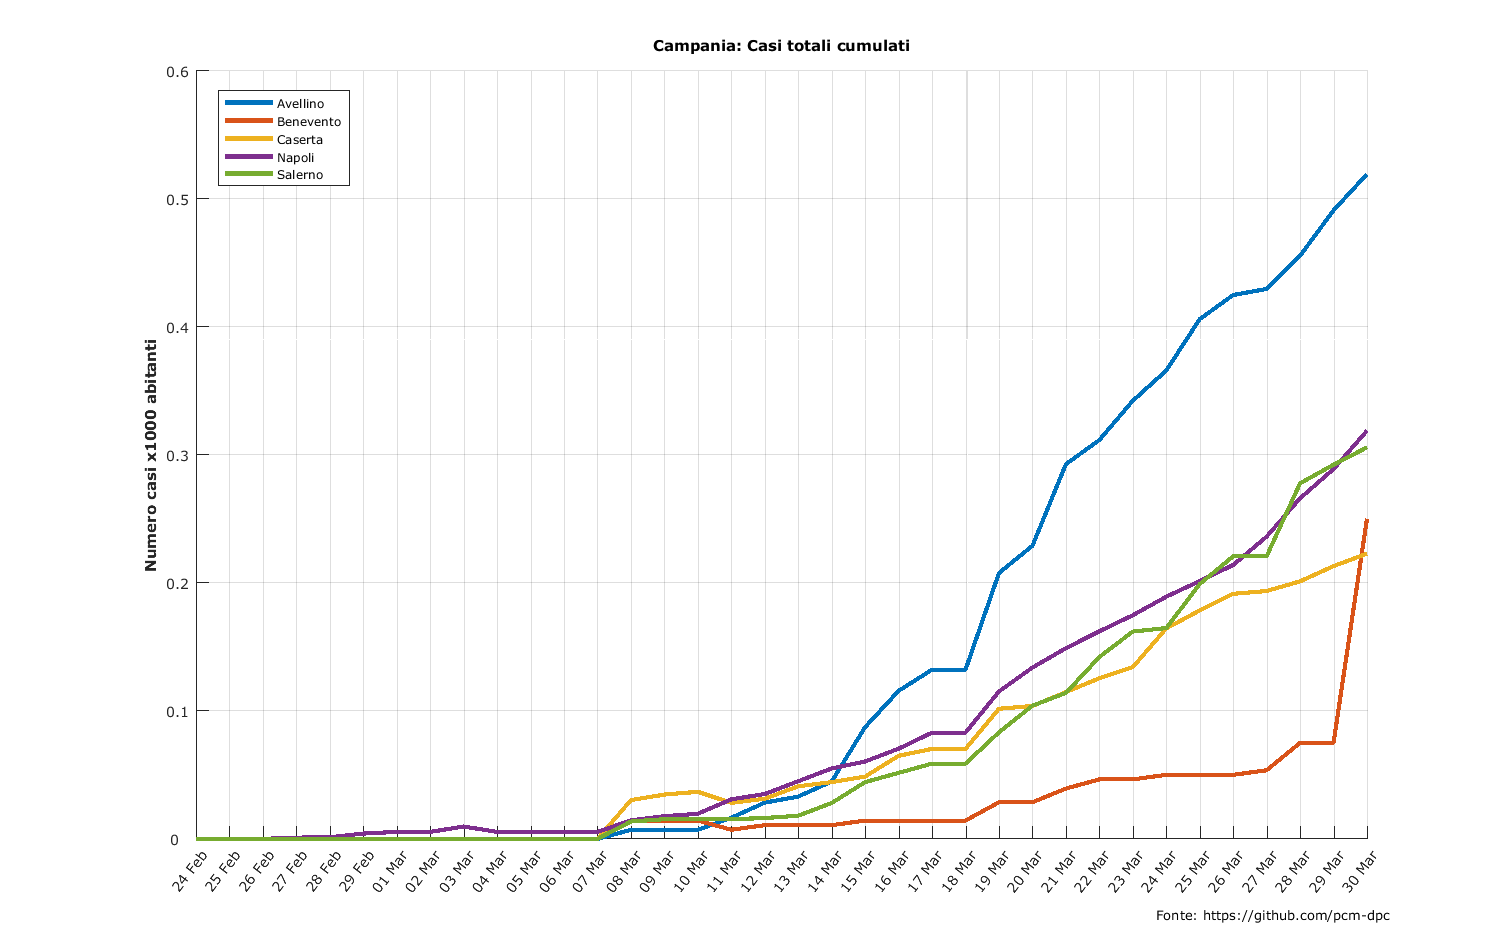 Campania: Casi totali cumulati
Numero casi x1000 abitanti
0.6
0.5
0.4
0.3
0.2
0.1
0
Avellino
Benevento
Caserta
Napoli
Salerno
24 Feb
25 Feb
26 Feb
27 Feb
28 Feb
29 Feb
01 Mar
02 Mar
03 Mar
04 Mar
05 Mar
06 Mar
07 Mar
08 Mar
09 Mar
10 Mar
11 Mar
12 Mar
13 Mar
14 Mar
15 Mar
16 Mar
17 Mar
18 Mar
19 Mar
20 Mar
21 Mar
22 Mar
23 Mar
24 Mar
25 Mar
26 Mar
27 Mar
28 Mar
29 Mar
30 Mar
Fonte: https://github.com/pcm-dpc